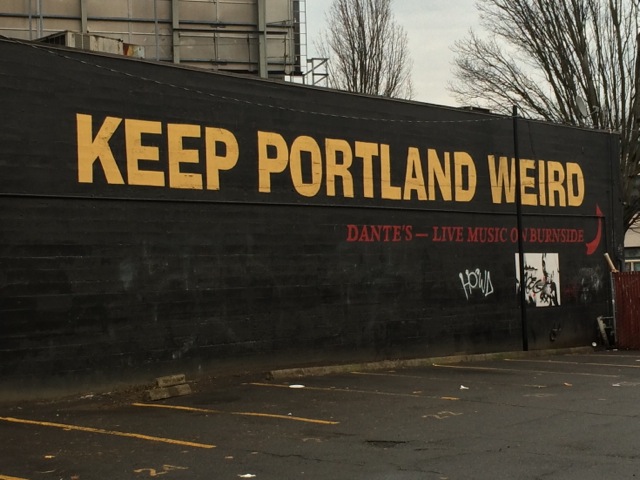 KEEP PORTLAND WEIRD
DANTE'S — LIVE MUSIC ON BURNSIDE